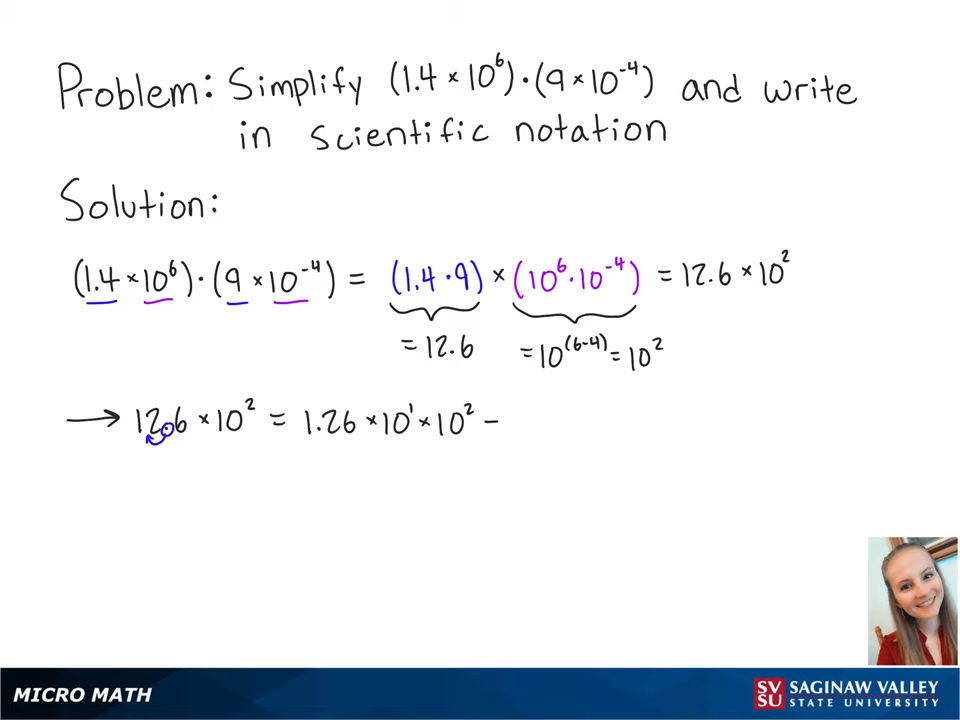 Problem: Simplify (1.4 × 10⁶) · (9 × 10⁻⁴) and write
in scientific notation
Solution:
(1.4 × 10⁶) · (9 × 10⁻⁴) = (1.4 · 9) × (10⁶ · 10⁻⁴) = 12.6 × 10²
= 12.6 = 10⁽⁶⁻⁴⁾ = 10²
→ 12.6 × 10² = 1.26 × 10¹ × 10² –
MICRO MATH
SV SU SAGINAW VALLEY
STATE UNIVERSITY